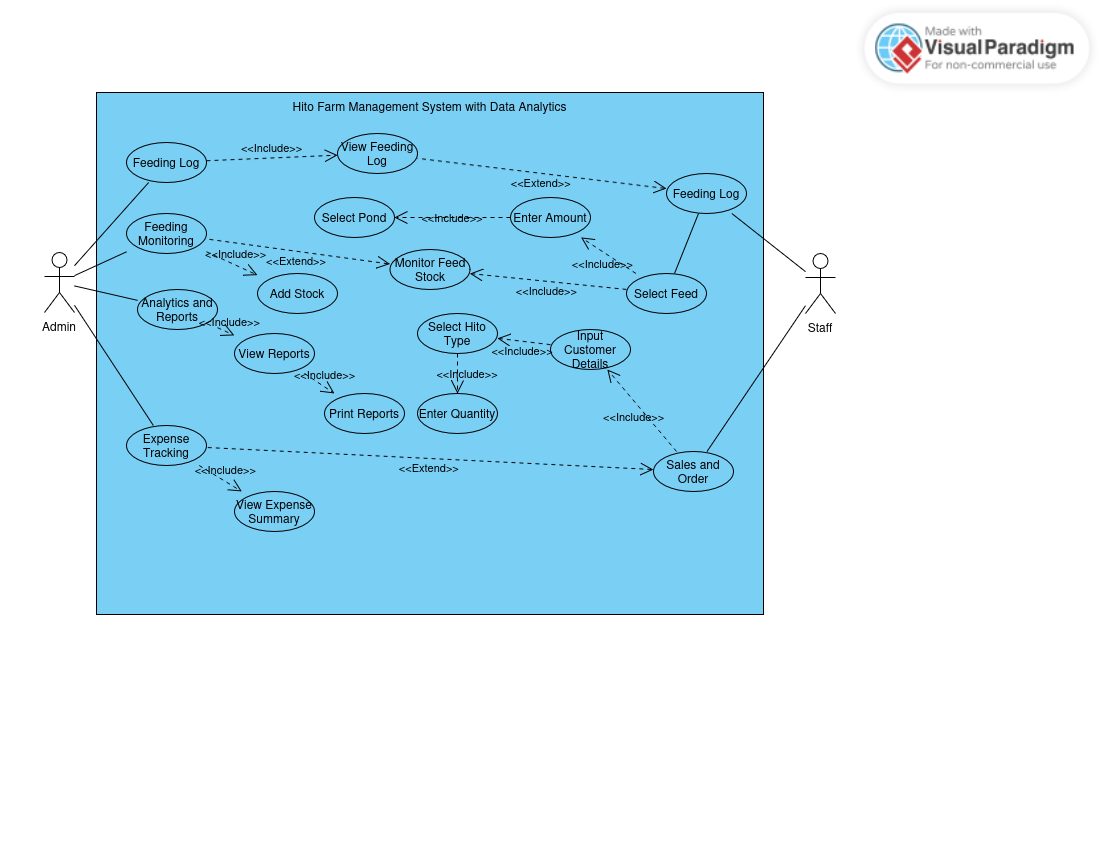 Made with
Visual Paradigm
For non-commercial use
Hito Farm Management System with Data Analytics
Feeding Log
<<Include>>
View Feeding
Log
<<Extend>>
Feeding Log
Select Pond
<<Include>>
Enter Amount
Feeding
Monitoring
<<Include>>
<<Extend>>
Monitor Feed
Stock
<<Include>>
Add Stock
<<Include>>
Select Feed
Admin
Staff
Analytics and
Reports
<<Include>>
View Reports
<<Include>>
Print Reports
Select Hito
Type
<<Include>>
Input
Customer
Details
<<Include>>
Enter Quantity
<<Include>>
Expense
Tracking
<<Include>>
<<Extend>>
Sales and
Order
View Expense
Summary